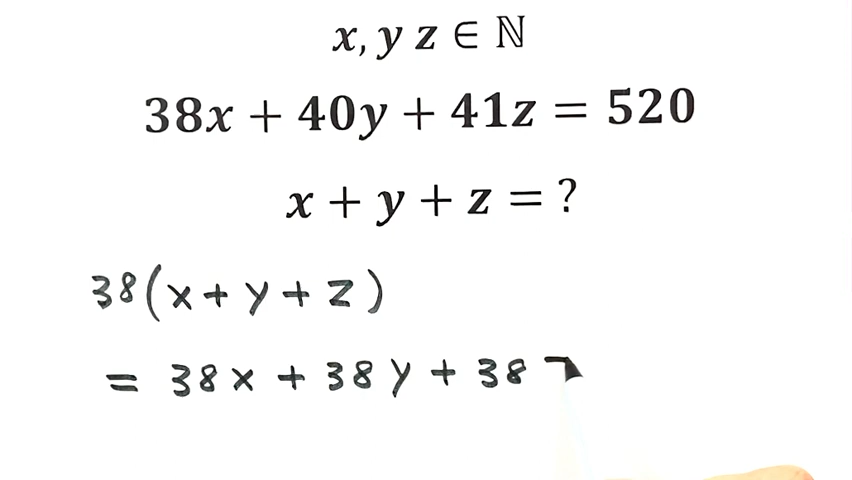 x, y z ∈ ℕ
38x + 40y + 41z = 520
x + y + z = ?
38(x + y + z)
= 38x + 38y + 38